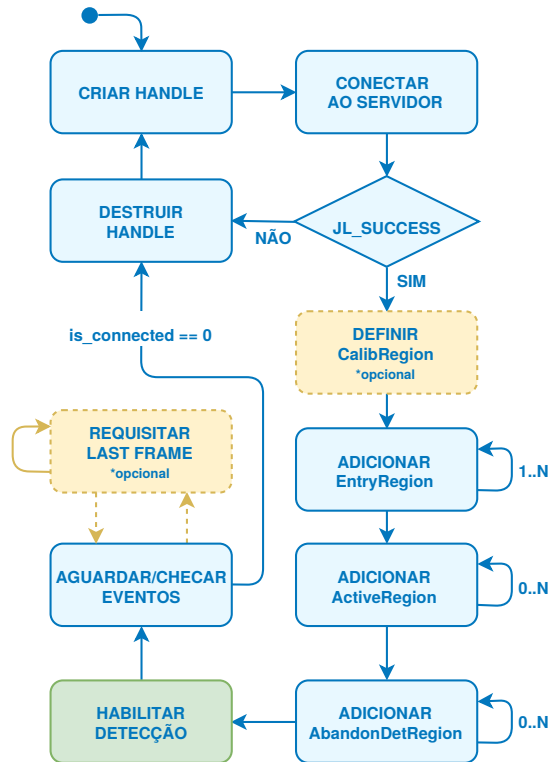 CRIAR HANDLE
CONECTAR
AO SERVIDOR
DESTRUIR
HANDLE
NÃO
JL_SUCCESS
SIM
is_connected == 0
DEFINIR
CalibRegion
*opcional
REQUISITAR
LAST FRAME
*opcional
ADICIONAR
EntryRegion
1..N
AGUARDAR/CHECAR
EVENTOS
ADICIONAR
ActiveRegion
0..N
HABILITAR
DETECÇÃO
ADICIONAR
AbandonDetRegion
0..N